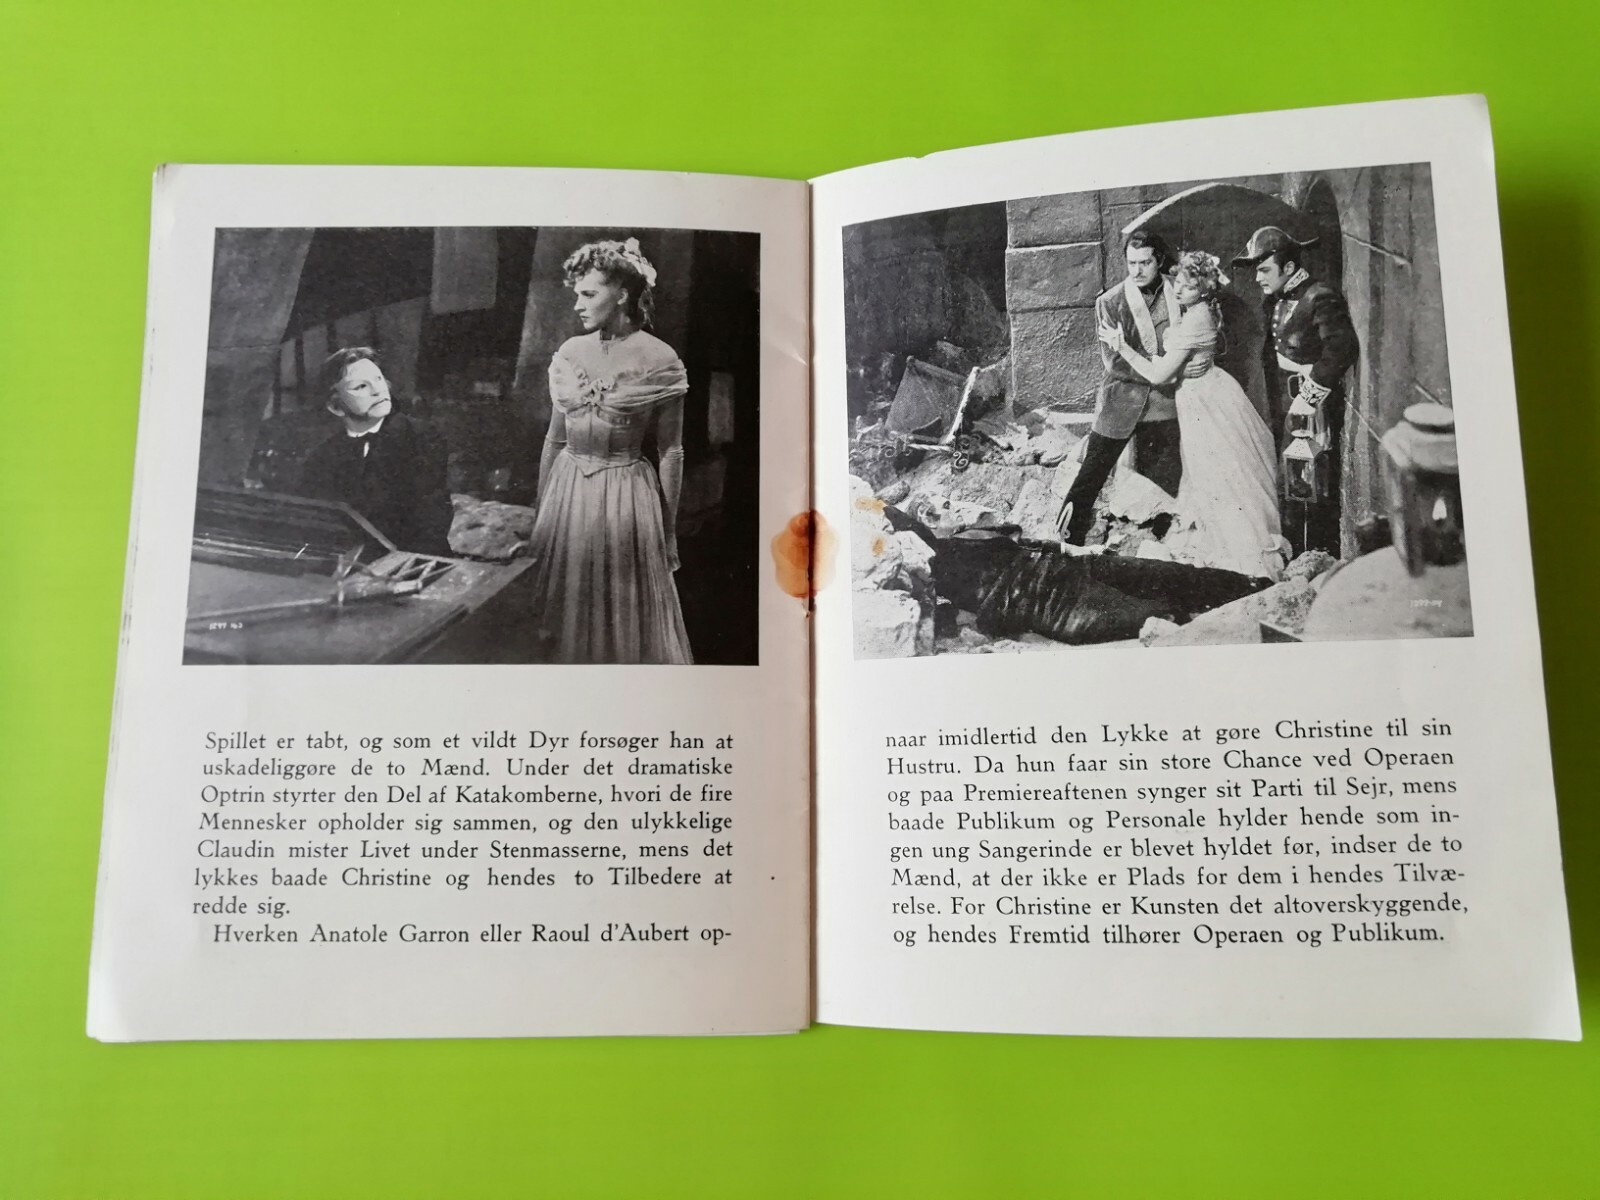 Spillet er tabt, og som et vildt Dyr forsøger han at
uskadeliggøre de to Mænd. Under det dramatiske
Optrin styrter den Del af Katakomberne, hvori de fire
Mennesker opholder sig sammen, og den ulykkelige
Claudin mister Livet under Stenmasserne, mens det
lykkes baade Christine og hendes to Tilbedere at
redde sig.
Hverken Anatole Garron eller Raoul d'Aubert op-
naar imidlertid den Lykke at gøre Christine til sin
Hustru. Da hun faar sin store Chance ved Operaen
og paa Premiereaftenen synger sit Parti til Sejr, mens
baade Publikum og Personale hylder hende som in-
gen ung Sangerinde er blevet hyldet før, indser de to
Mænd, at der ikke er Plads for dem i hendes Tilvæ-
relse. For Christine er Kunsten det altoverskyggende,
og hendes Fremtid tilhører Operaen og Publikum.